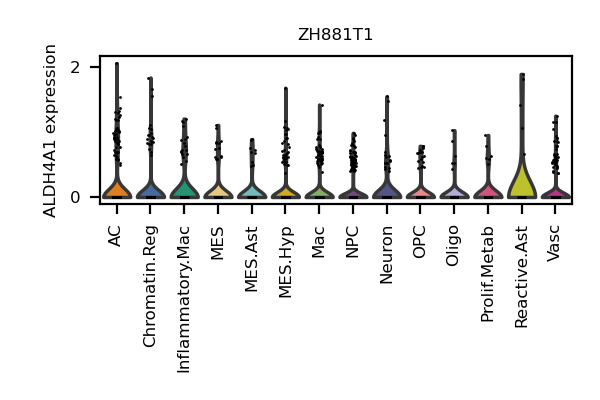 ZH881T1
ALDH4A1 expression
2
0
AC
Chromatin.Reg
Inflammatory.Mac
MES
MES.Ast
MES.Hyp
Mac
NPC
Neuron
OPC
Oligo
Prolif.Metab
Reactive.Ast
Vasc